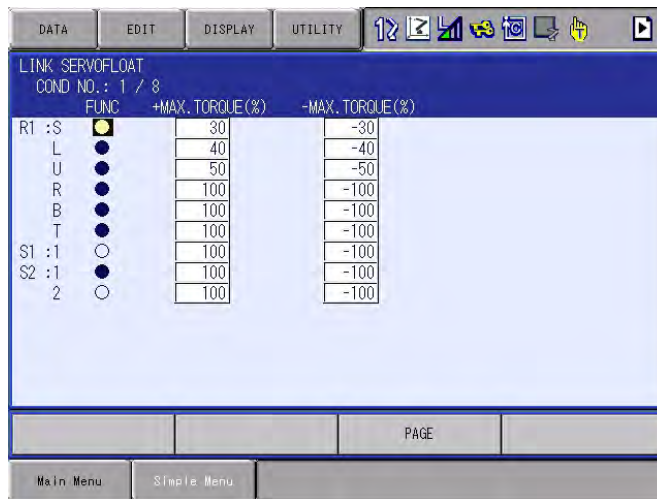 DATA EDIT DISPLAY UTILITY
LINK SERVOFLOAT
COND NO.: 1 / 8
FUNC +MAX.TORQUE(%) -MAX.TORQUE(%)
R1 :S 30 -30
L 40 -40
U 50 -50
R 100 -100
B 100 -100
T 100 -100
S1 :1 100 -100
S2 :1 100 -100
2 100 -100
PAGE
Main Menu Simple Menu